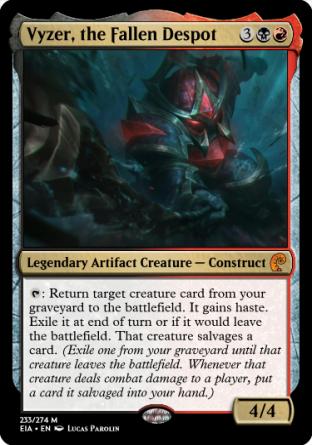 Vyzer, the Fallen Despot 3
Legendary Artifact Creature — Construct
: Return target creature card from your
graveyard to the battlefield. It gains haste.
Exile it at end of turn or if it would leave
the battlefield. That creature salvages a
card. (Exile one from your graveyard until that
creature leaves the battlefield. Whenever that
creature deals combat damage to a player, put
a card it salvaged into your hand.)
4/4
233/274 M
EIA • EN LUCAS PAROLIN